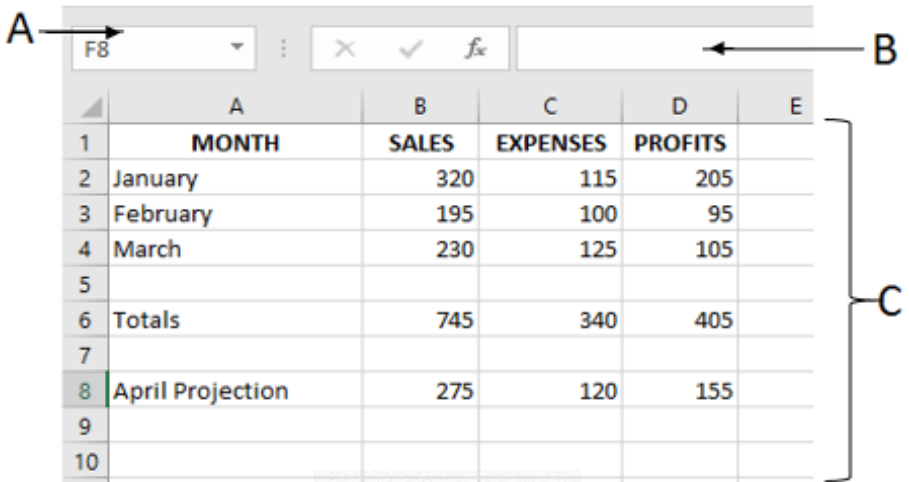 A
F8
fx
B
A B C D E
1 MONTH SALES EXPENSES PROFITS
2 January 320 115 205
3 February 195 100 95
4 March 230 125 105
5
6 Totals 745 340 405
7
8 April Projection 275 120 155
9
10
C